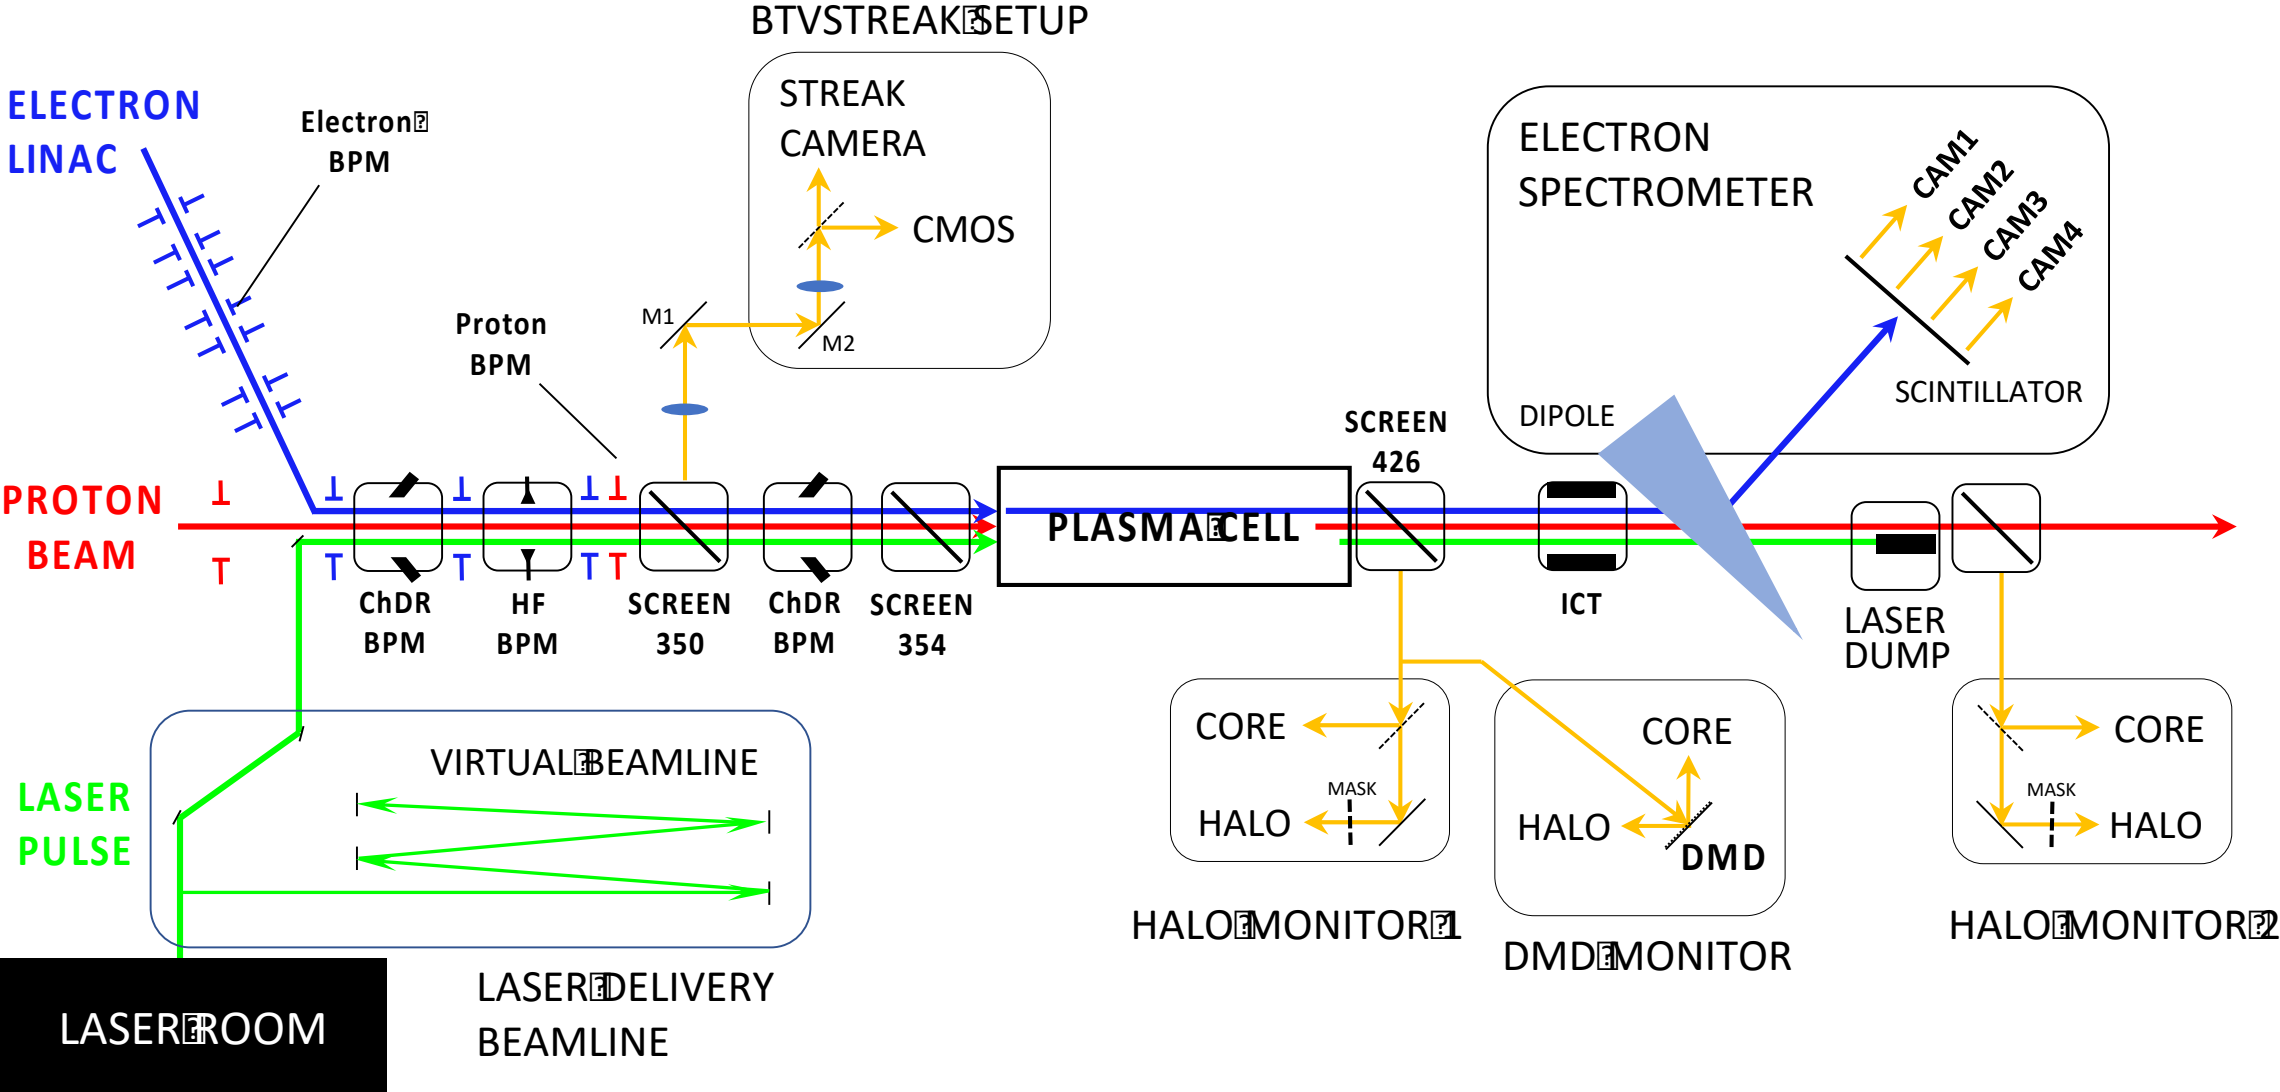 BTVSTREAK SETUP
STREAK
CAMERA
CMOS
M1
M2
ELECTRON
LINAC
Electron
BPM
Proton
BPM
ELECTRON
SPECTROMETER
CAM1
CAM2
CAM3
CAM4
SCINTILLATOR
DIPOLE
SCREEN
426
PROTON
BEAM
PLASMA CELL
ChDR
BPM
HF
BPM
SCREEN
350
ChDR
BPM
SCREEN
354
ICT
LASER
DUMP
LASER
PULSE
VIRTUAL BEAMLINE
CORE
MASK
HALO
CORE
HALO
DMD
CORE
MASK
HALO
HALO MONITOR 1
DMD MONITOR
HALO MONITOR 2
LASER ROOM
LASER DELIVERY
BEAMLINE